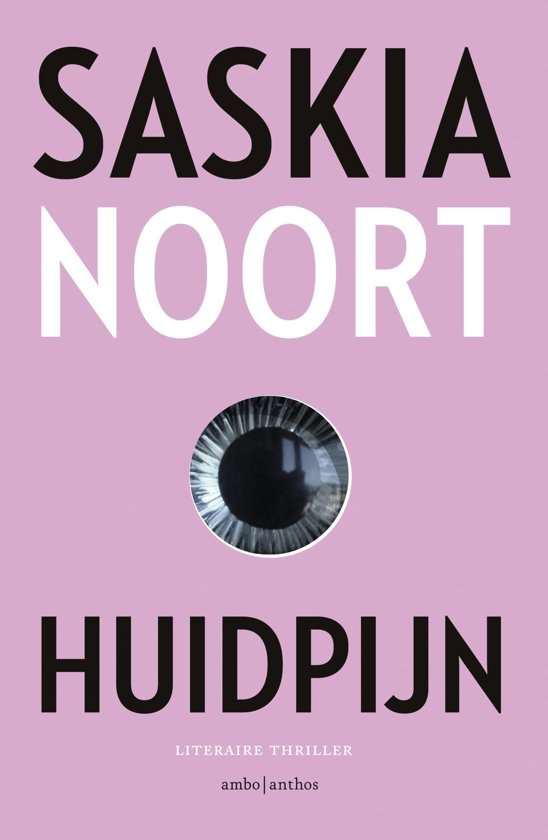 SASKIA
NOORT
HUIDPIJN
LITERAIRE THRILLER
ambo|anthos